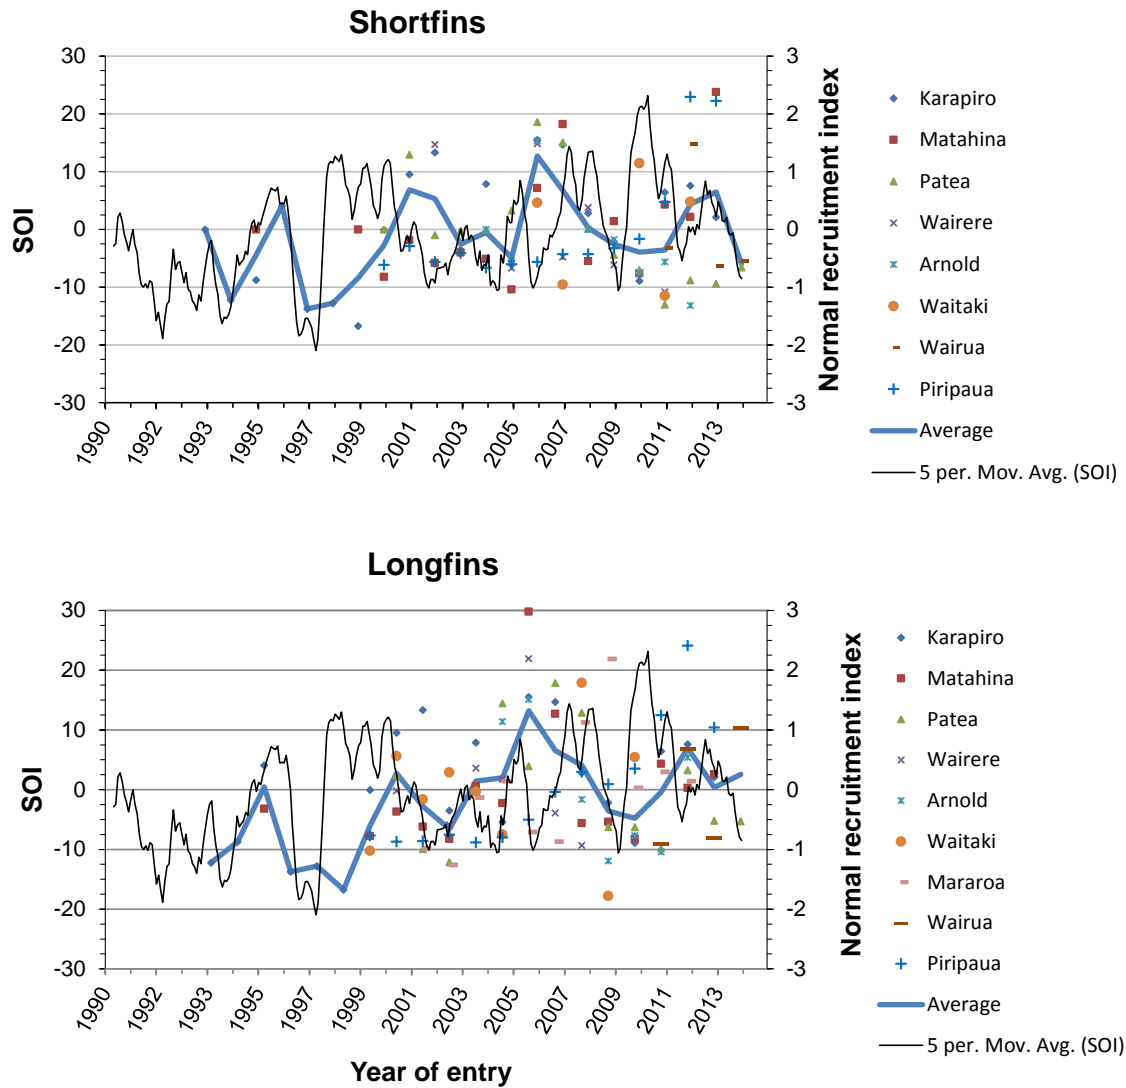 Shortfins
30
20
10
0
-10
-20
-30
SOI
3
2
1
0
-1
-2
-3
Normal recruitment index
1990
1992
1993
1995
1997
1999
2001
2003
2005
2007
2009
2011
2013
Karapiro
Matahina
Patea
Wairere
Arnold
Waitaki
Wairua
Piripaua
Average
5 per. Mov. Avg. (SOI)
Longfins
30
20
10
0
-10
-20
-30
SOI
3
2
1
0
-1
-2
-3
Normal recruitment index
1990
1992
1993
1995
1997
1999
2001
2003
2005
2007
2009
2011
2013
Year of entry
Karapiro
Matahina
Patea
Wairere
Arnold
Waitaki
Mararoa
Wairua
Piripaua
Average
5 per. Mov. Avg. (SOI)